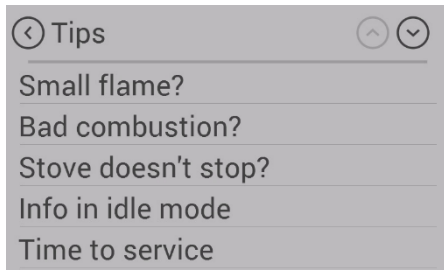 Tips
Small flame?
Bad combustion?
Stove doesn't stop?
Info in idle mode
Time to service